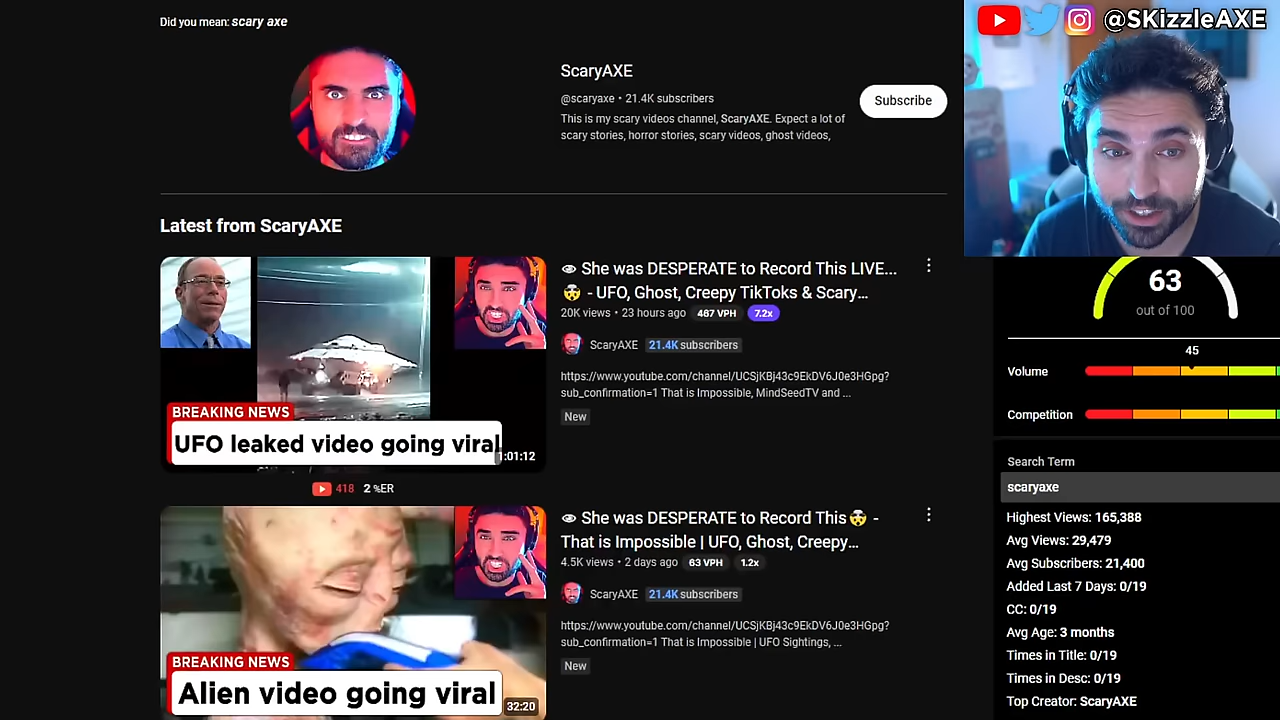 Did you mean: scary axe
@SKizzleAXE
ScaryAXE
@scaryaxe • 21.4K subscribers
This is my scary videos channel, ScaryAXE. Expect a lot of
scary stories, horror stories, scary videos, ghost videos,
Subscribe
Latest from ScaryAXE
BREAKING NEWS
UFO leaked video going viral
1:01:12
418 2 %ER
She was DESPERATE to Record This LIVE...
- UFO, Ghost, Creepy TikToks & Scary...
20K views • 23 hours ago 467 VPH 7.2x
ScaryAXE 21.4K subscribers
https://www.youtube.com/channel/UCSjKBj43c9EkDV6J0e3HGpg?
sub_confirmation=1 That is Impossible, MindSeedTV and ...
New
BREAKING NEWS
Alien video going viral
32:20
She was DESPERATE to Record This -
That is Impossible | UFO, Ghost, Creepy...
4.5K views • 2 days ago 63 VPH 1.2x
ScaryAXE 21.4K subscribers
https://www.youtube.com/channel/UCSjKBj43c9EkDV6J0e3HGpg?
sub_confirmation=1 That is Impossible | UFO Sightings, ...
New
63
out of 100
45
Volume
Competition
Search Term
scaryaxe
Highest Views: 165,388
Avg Views: 29,479
Avg Subscribers: 21,400
Added Last 7 Days: 0/19
CC: 0/19
Avg Age: 3 months
Times in Title: 0/19
Times in Desc: 0/19
Top Creator: ScaryAXE